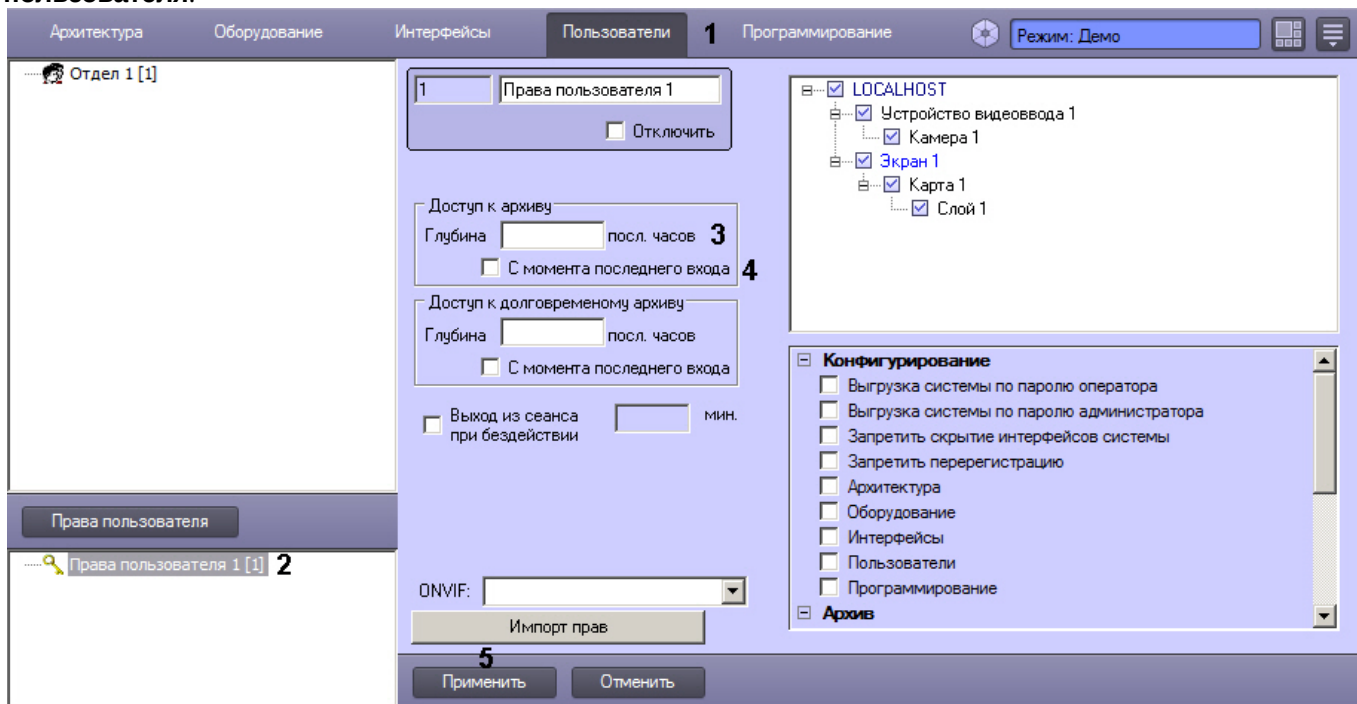 пользователя.
Архитектура Оборудование Интерфейсы Пользователи 1 Программирование Режим: Демо
Отдел 1 [1]
1 Права пользователя 1
Отключить
LOCALHOST
Устройство видеоввода 1
Камера 1
Экран 1
Карта 1
Слой 1
Доступ к архиву
Глубина посл. часов 3
С момента последнего входа 4
Доступ к долговременому архиву
Глубина посл. часов
С момента последнего входа
Выход из сеанса мин.
при бездействии
Конфигурирование
Выгрузка системы по паролю оператора
Выгрузка системы по паролю администратора
Запретить скрытие интерфейсов системы
Запретить перерегистрацию
Архитектура
Оборудование
Интерфейсы
Пользователи
Программирование
Архив
Права пользователя
Права пользователя 1 [1] 2
ONVIF:
Импорт прав
5
Применить Отменить